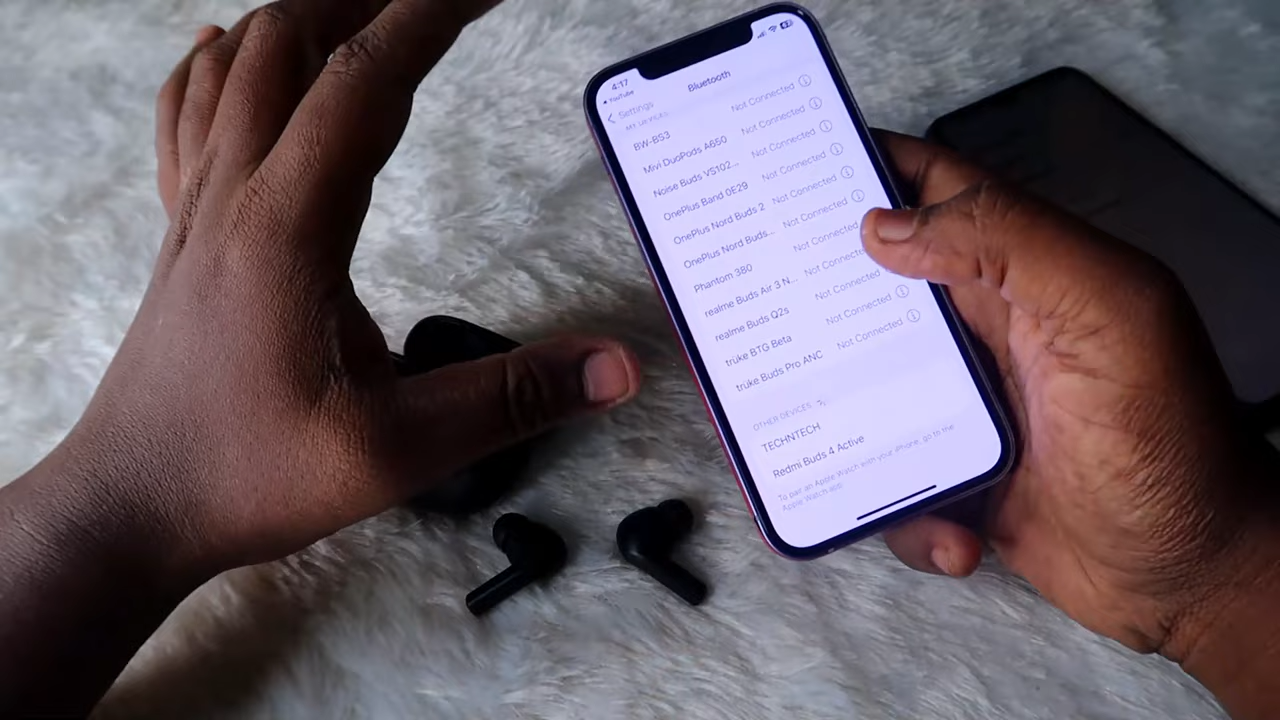 4:17
YouTube
Settings
Bluetooth
MY DEVICES
BW-BS3 Not Connected
Mivi DuoPods A650 Not Connected
Noise Buds VS102... Not Connected
OnePlus Band 0E29 Not Connected
OnePlus Nord Buds 2 Not Connected
OnePlus Nord Buds... Not Connected
Phantom 380 Not Connected
realme Buds Air 3 N... Not Connected
realme Buds Q2s Not Connected
truke BTG Beta Not Connected
truke Buds Pro ANC Not Connected
OTHER DEVICES
TECHNTECH
Redmi Buds 4 Active
To pair an Apple Watch with your iPhone, go to the
Apple Watch app.